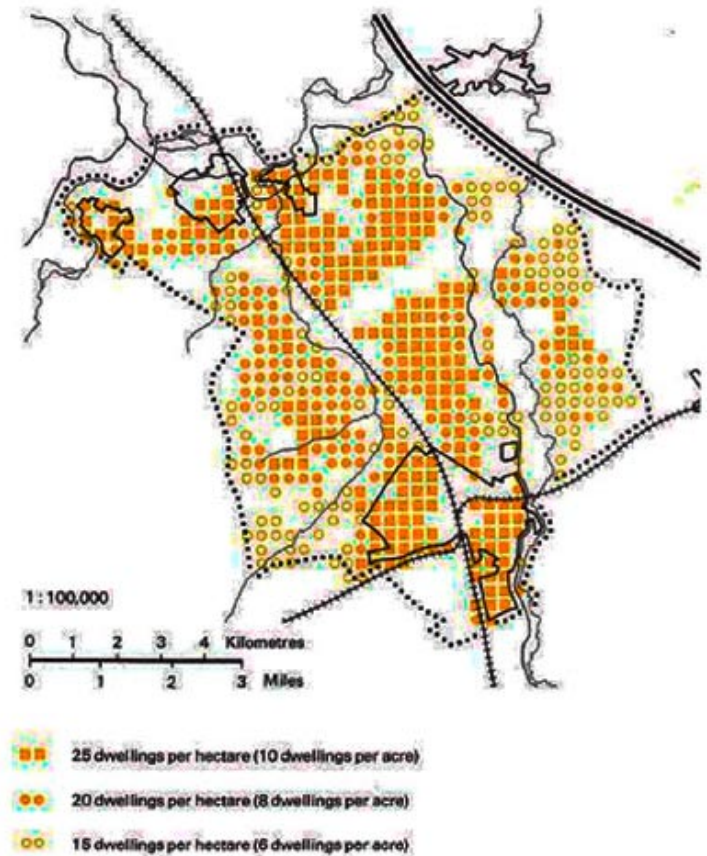 1:100,000
0 1 2 3 4 Kilometres
0 1 2 3 Miles
25 dwellings per hectare (10 dwellings per acre)
20 dwellings per hectare (8 dwellings per acre)
15 dwellings per hectare (6 dwellings per acre)